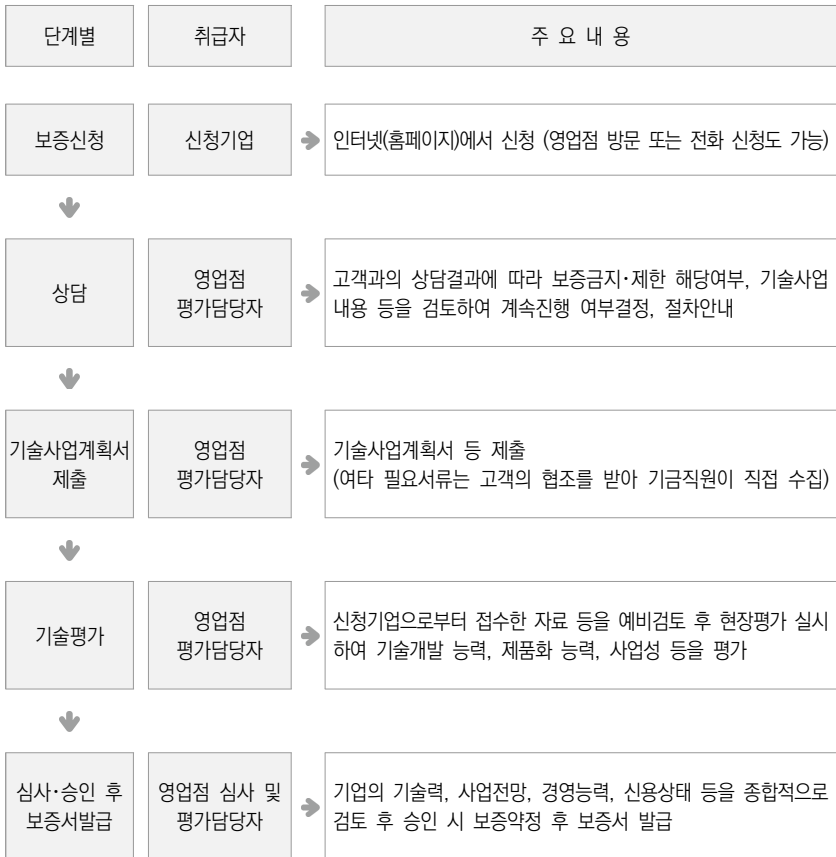 단계별
취급자
주 요 내 용
보증신청
신청기업
인터넷(홈페이지)에서 신청 (영업점 방문 또는 전화 신청도 가능)
상담
영업점
평가담당자
고객과의 상담결과에 따라 보증금지·제한 해당여부, 기술사업
내용 등을 검토하여 계속진행 여부결정, 절차안내
기술사업계획서
제출
영업점
평가담당자
기술사업계획서 등 제출
(여타 필요서류는 고객의 협조를 받아 기금직원이 직접 수집)
기술평가
영업점
평가담당자
신청기업으로부터 접수한 자료 등을 예비검토 후 현장평가 실시
하여 기술개발 능력, 제품화 능력, 사업성 등을 평가
심사·승인 후
보증서발급
영업점 심사 및
평가담당자
기업의 기술력, 사업전망, 경영능력, 신용상태 등을 종합적으로
검토 후 승인 시 보증약정 후 보증서 발급